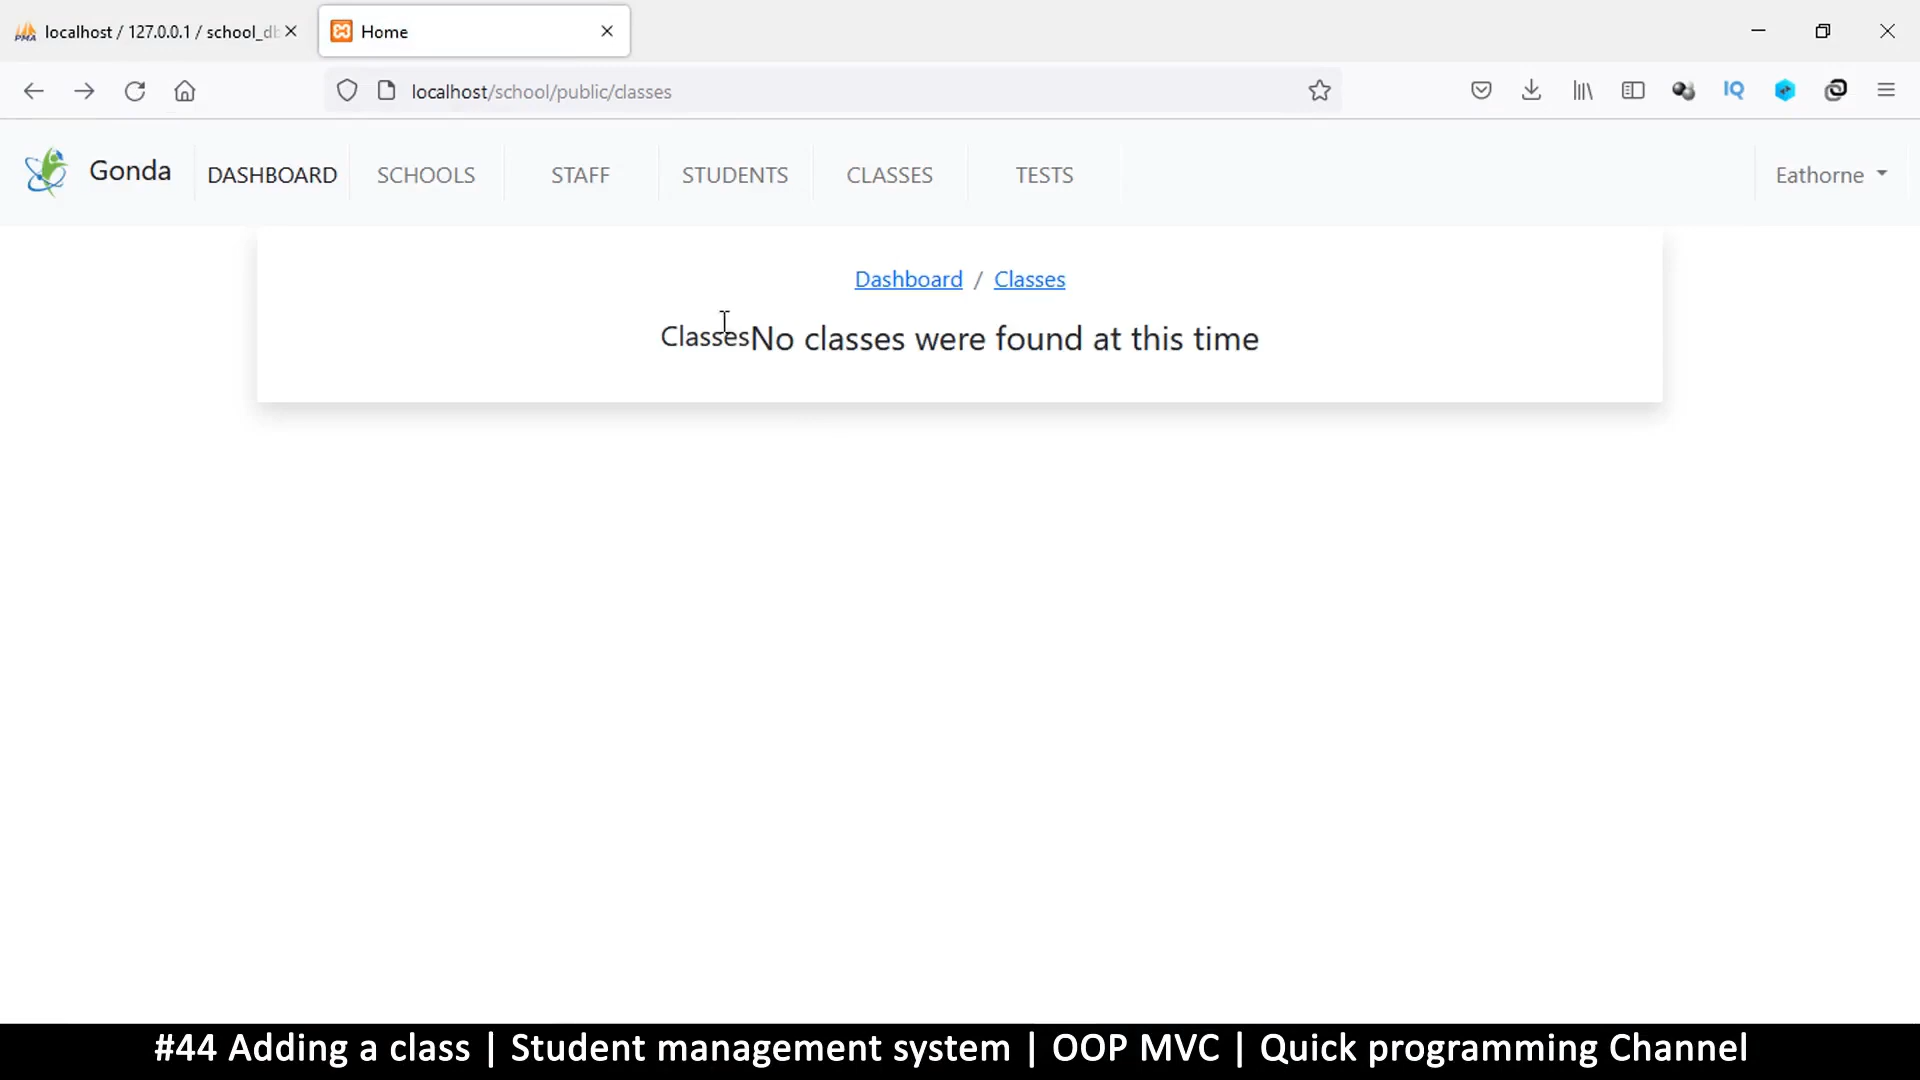 localhost / 127.0.0.1 / school_db
Home
localhost/school/public/classes
IQ
Gonda
DASHBOARD
SCHOOLS
STAFF
STUDENTS
CLASSES
TESTS
Eathorne
Dashboard / Classes
ClassesNo classes were found at this time
#44 Adding a class | Student management system | OOP MVC | Quick programming Channel